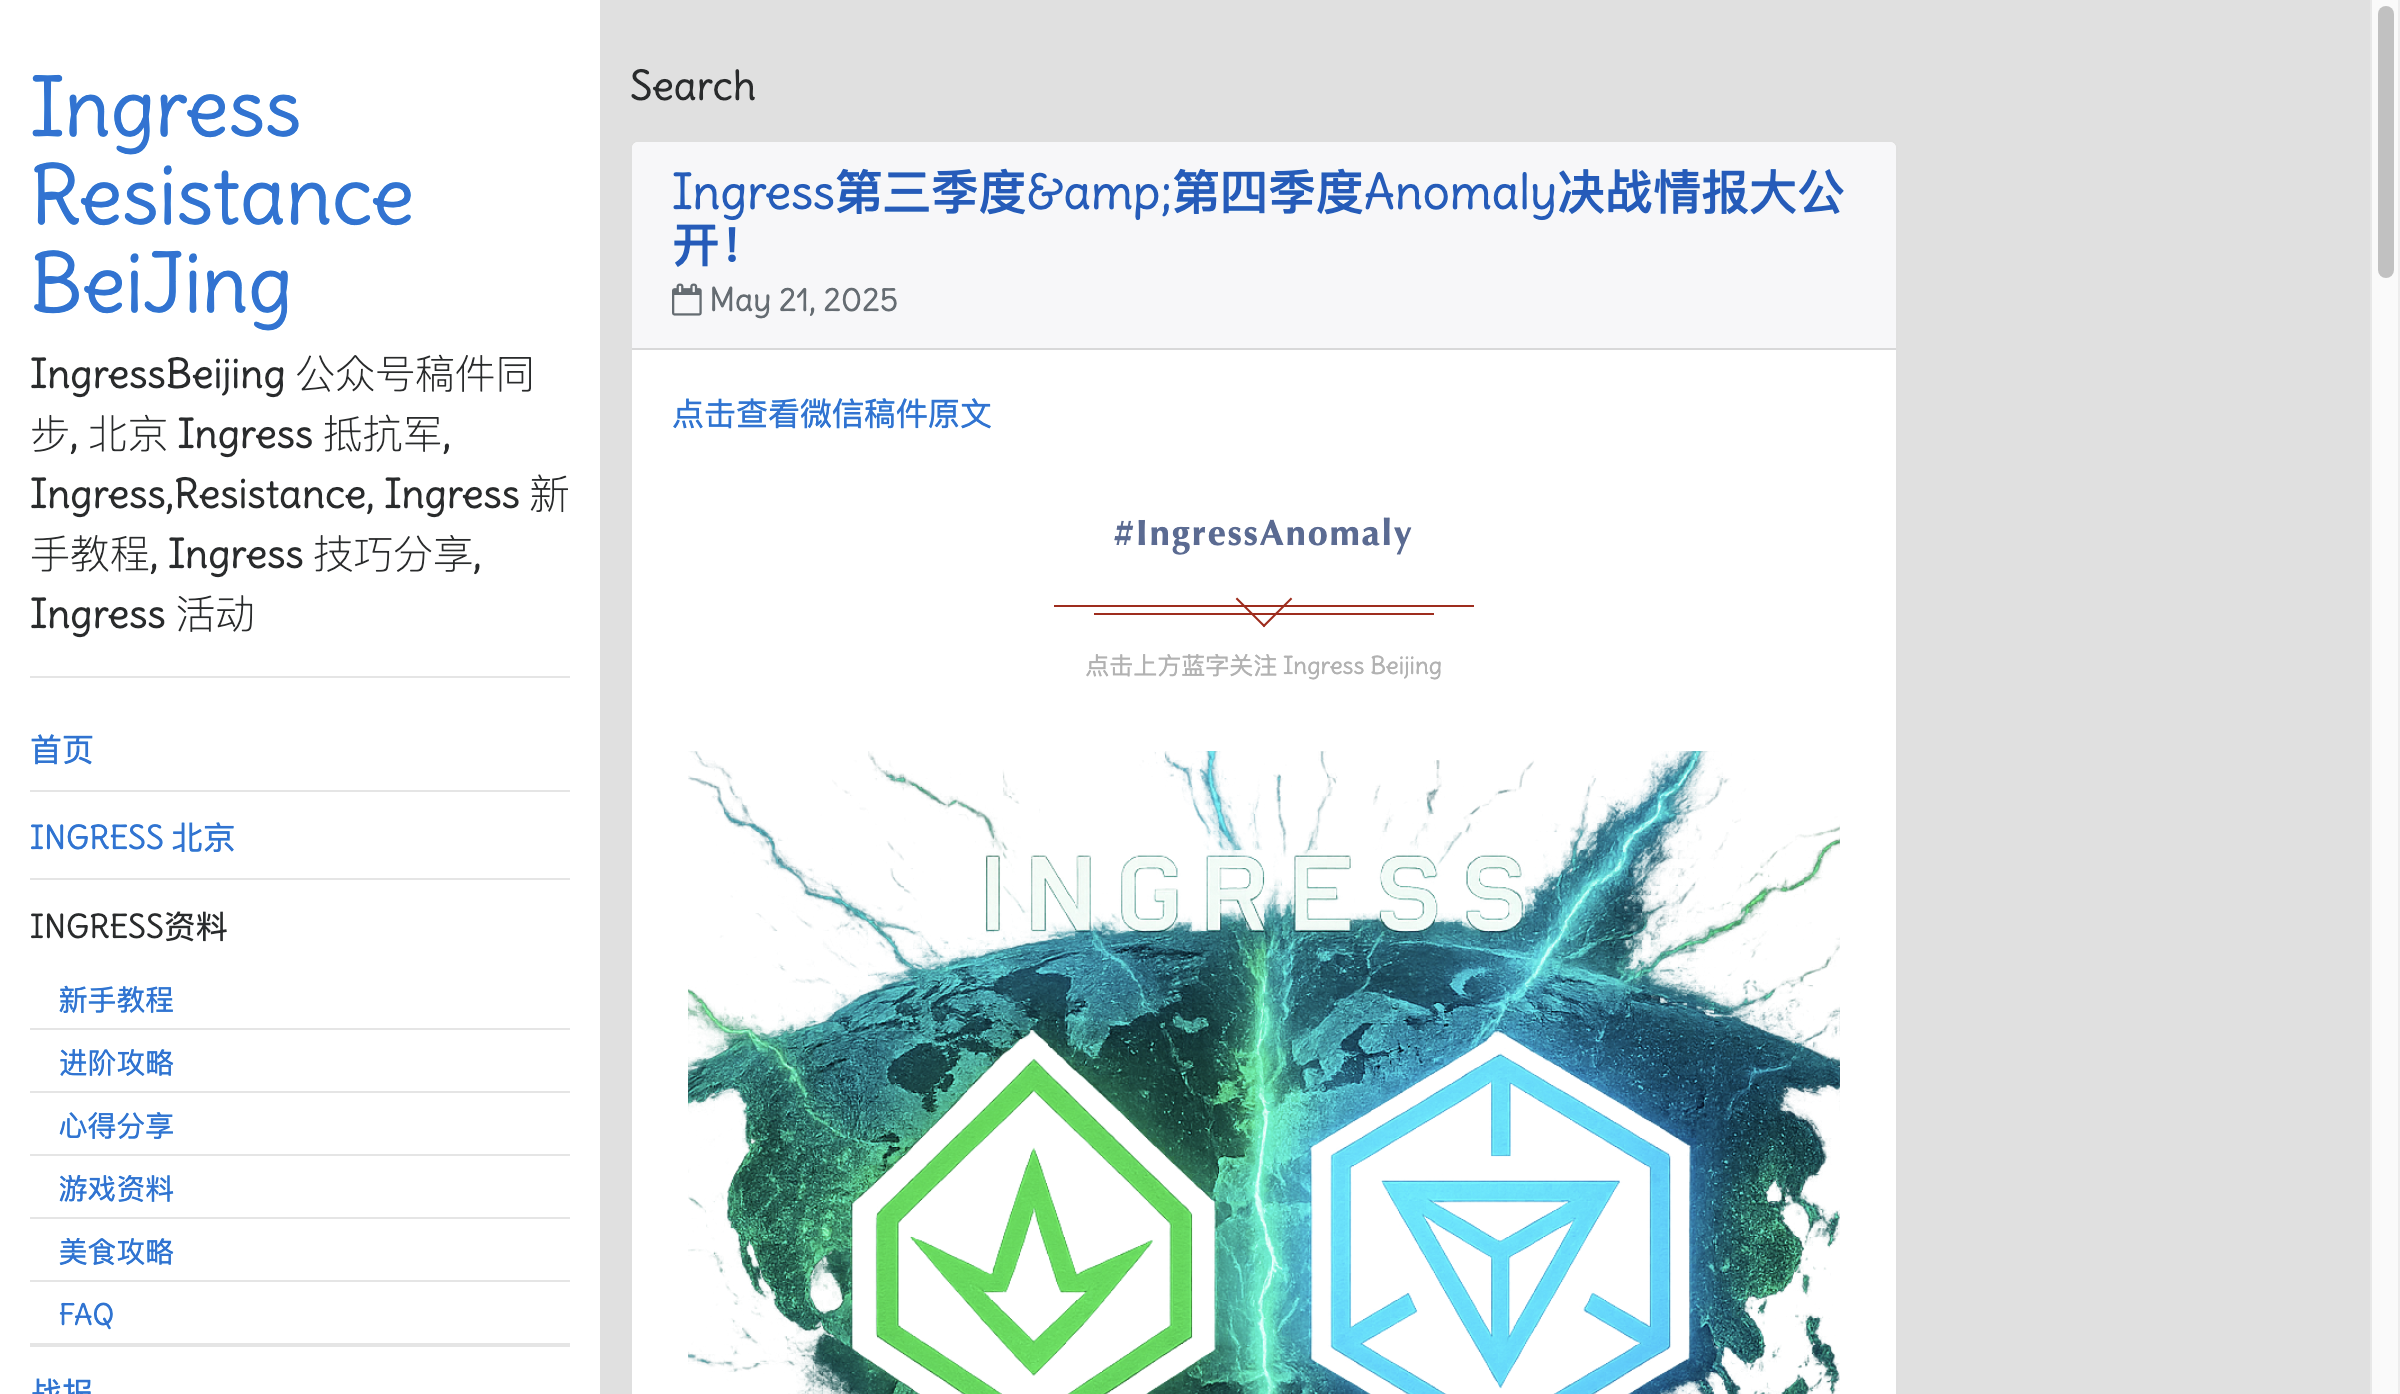 Ingress
Resistance
BeiJing
IngressBeijing 公众号稿件同
步, 北京 Ingress 抵抗军,
Ingress,Resistance, Ingress 新
手教程, Ingress 技巧分享,
Ingress 活动
首页
INGRESS 北京
INGRESS资料
新手教程
进阶攻略
心得分享
游戏资料
美食攻略
FAQ
战报
Search
Ingress第三季度&amp;第四季度Anomaly决战情报大公
开！
May 21, 2025
点击查看微信稿件原文
#IngressAnomaly
点击上方蓝字关注 Ingress Beijing
INGRESS